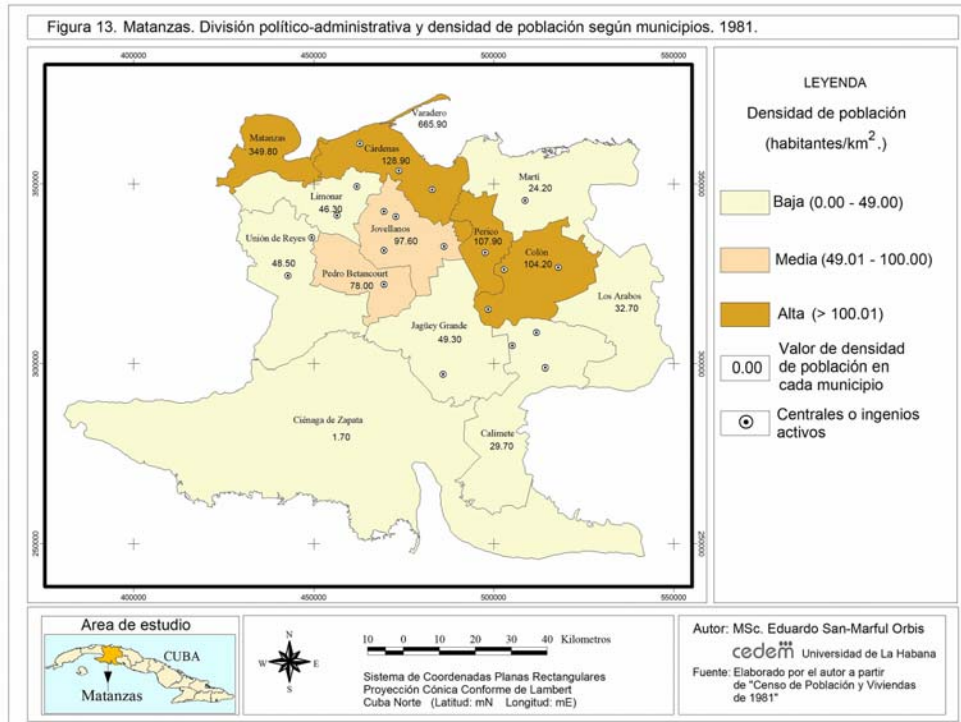 Figura 13. Matanzas. División político-administrativa y densidad de población según municipios. 1981.
400000
450000
500000
550000
Varadero
665.90
Matanzas
349.80
Cárdenas
128.90
350000
350000
Martí
24.20
Limonar
46.30
Jovellanos
97.60
Perico
107.90
Colón
104.20
Unión de Reyes
48.50
Pedro Betancourt
78.00
Los Arabos
32.70
Jagüey Grande
49.30
300000
300000
Ciénaga de Zapata
1.70
Calimete
29.70
250000
250000
400000
450000
500000
550000
LEYENDA
Densidad de población
(habitantes/km².)
Baja (0.00 - 49.00)
Media (49.01 - 100.00)
Alta (> 100.01)
0.00
Valor de densidad
de población en
cada municipio
Centrales o ingenios
activos
Area de estudio
CUBA
Matanzas
N
W
E
S
10 0 10 20 30 40 Kilometros
Sistema de Coordenadas Planas Rectangulares
Proyección Cónica Conforme de Lambert
Cuba Norte (Latitud: mN Longitud: mE)
Autor: MSc. Eduardo San-Marful Orbis
cedem Universidad de La Habana
Fuente: Elaborado por el autor a partir
de "Censo de Población y Viviendas
de 1981"